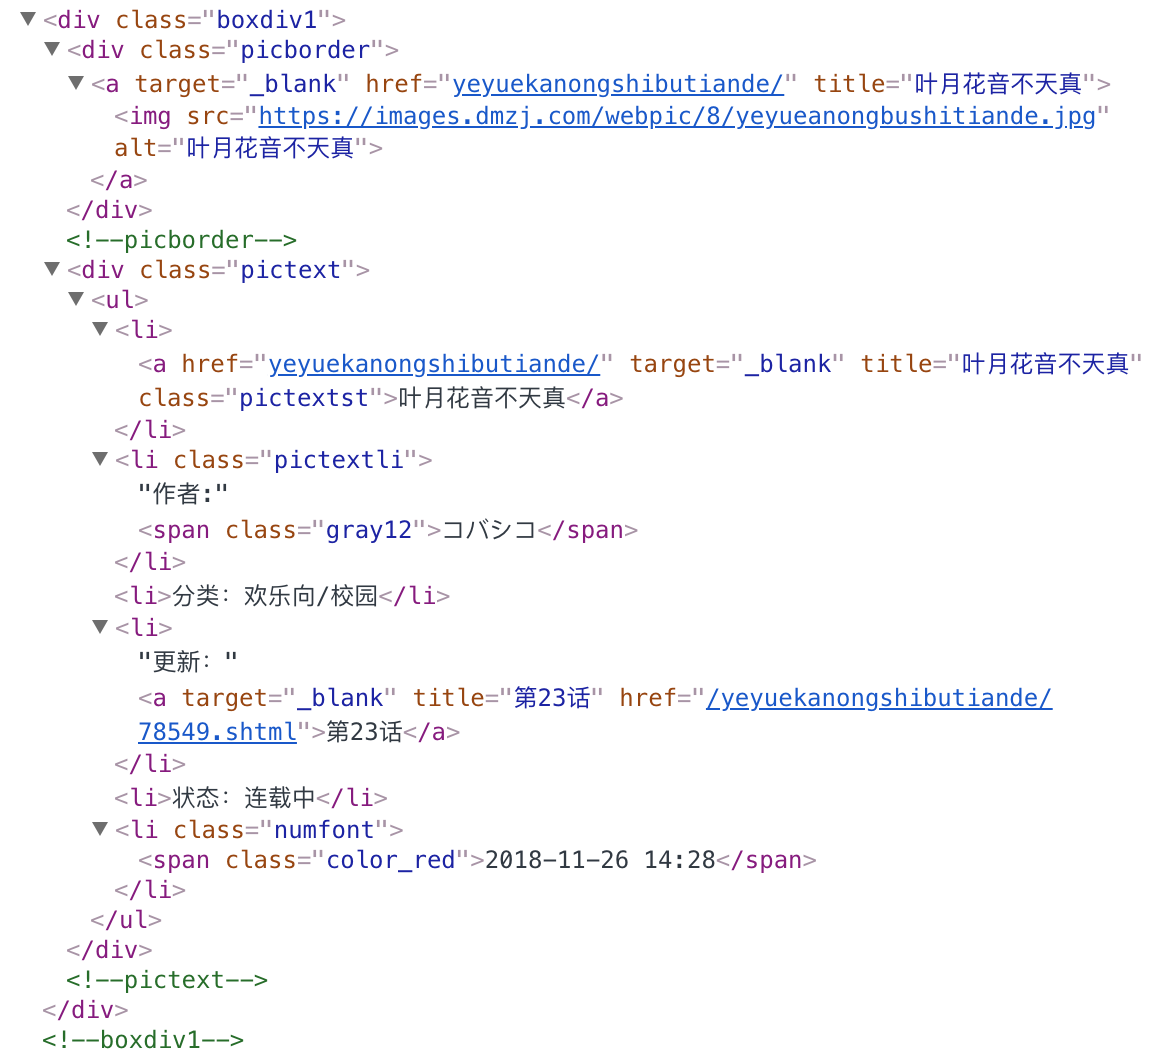 ▼<div class="boxdiv1">
▼<div class="picborder">
▼<a target="_blank" href="yeyuekanongshibutiande/" title="叶月花音不天真">
<img src="https://images.dmzj.com/webpic/8/yeyueanongbushitiande.jpg"
alt="叶月花音不天真">
</a>
</div>
<!--picborder-->
▼<div class="pictext">
▼<ul>
▼<li>
<a href="yeyuekanongshibutiande/" target="_blank" title="叶月花音不天真"
class="pictextst">叶月花音不天真</a>
</li>
▼<li class="pictextli">
"作者:"
<span class="gray12">コバシコ</span>
</li>
<li>分类：欢乐向/校园</li>
▼<li>
"更新："
<a target="_blank" title="第23话" href="/yeyuekanongshibutiande/
78549.shtml">第23话</a>
</li>
<li>状态：连载中</li>
▼<li class="numfont">
<span class="color_red">2018-11-26 14:28</span>
</li>
</ul>
</div>
<!--pictext-->
</div>
<!--boxdiv1-->